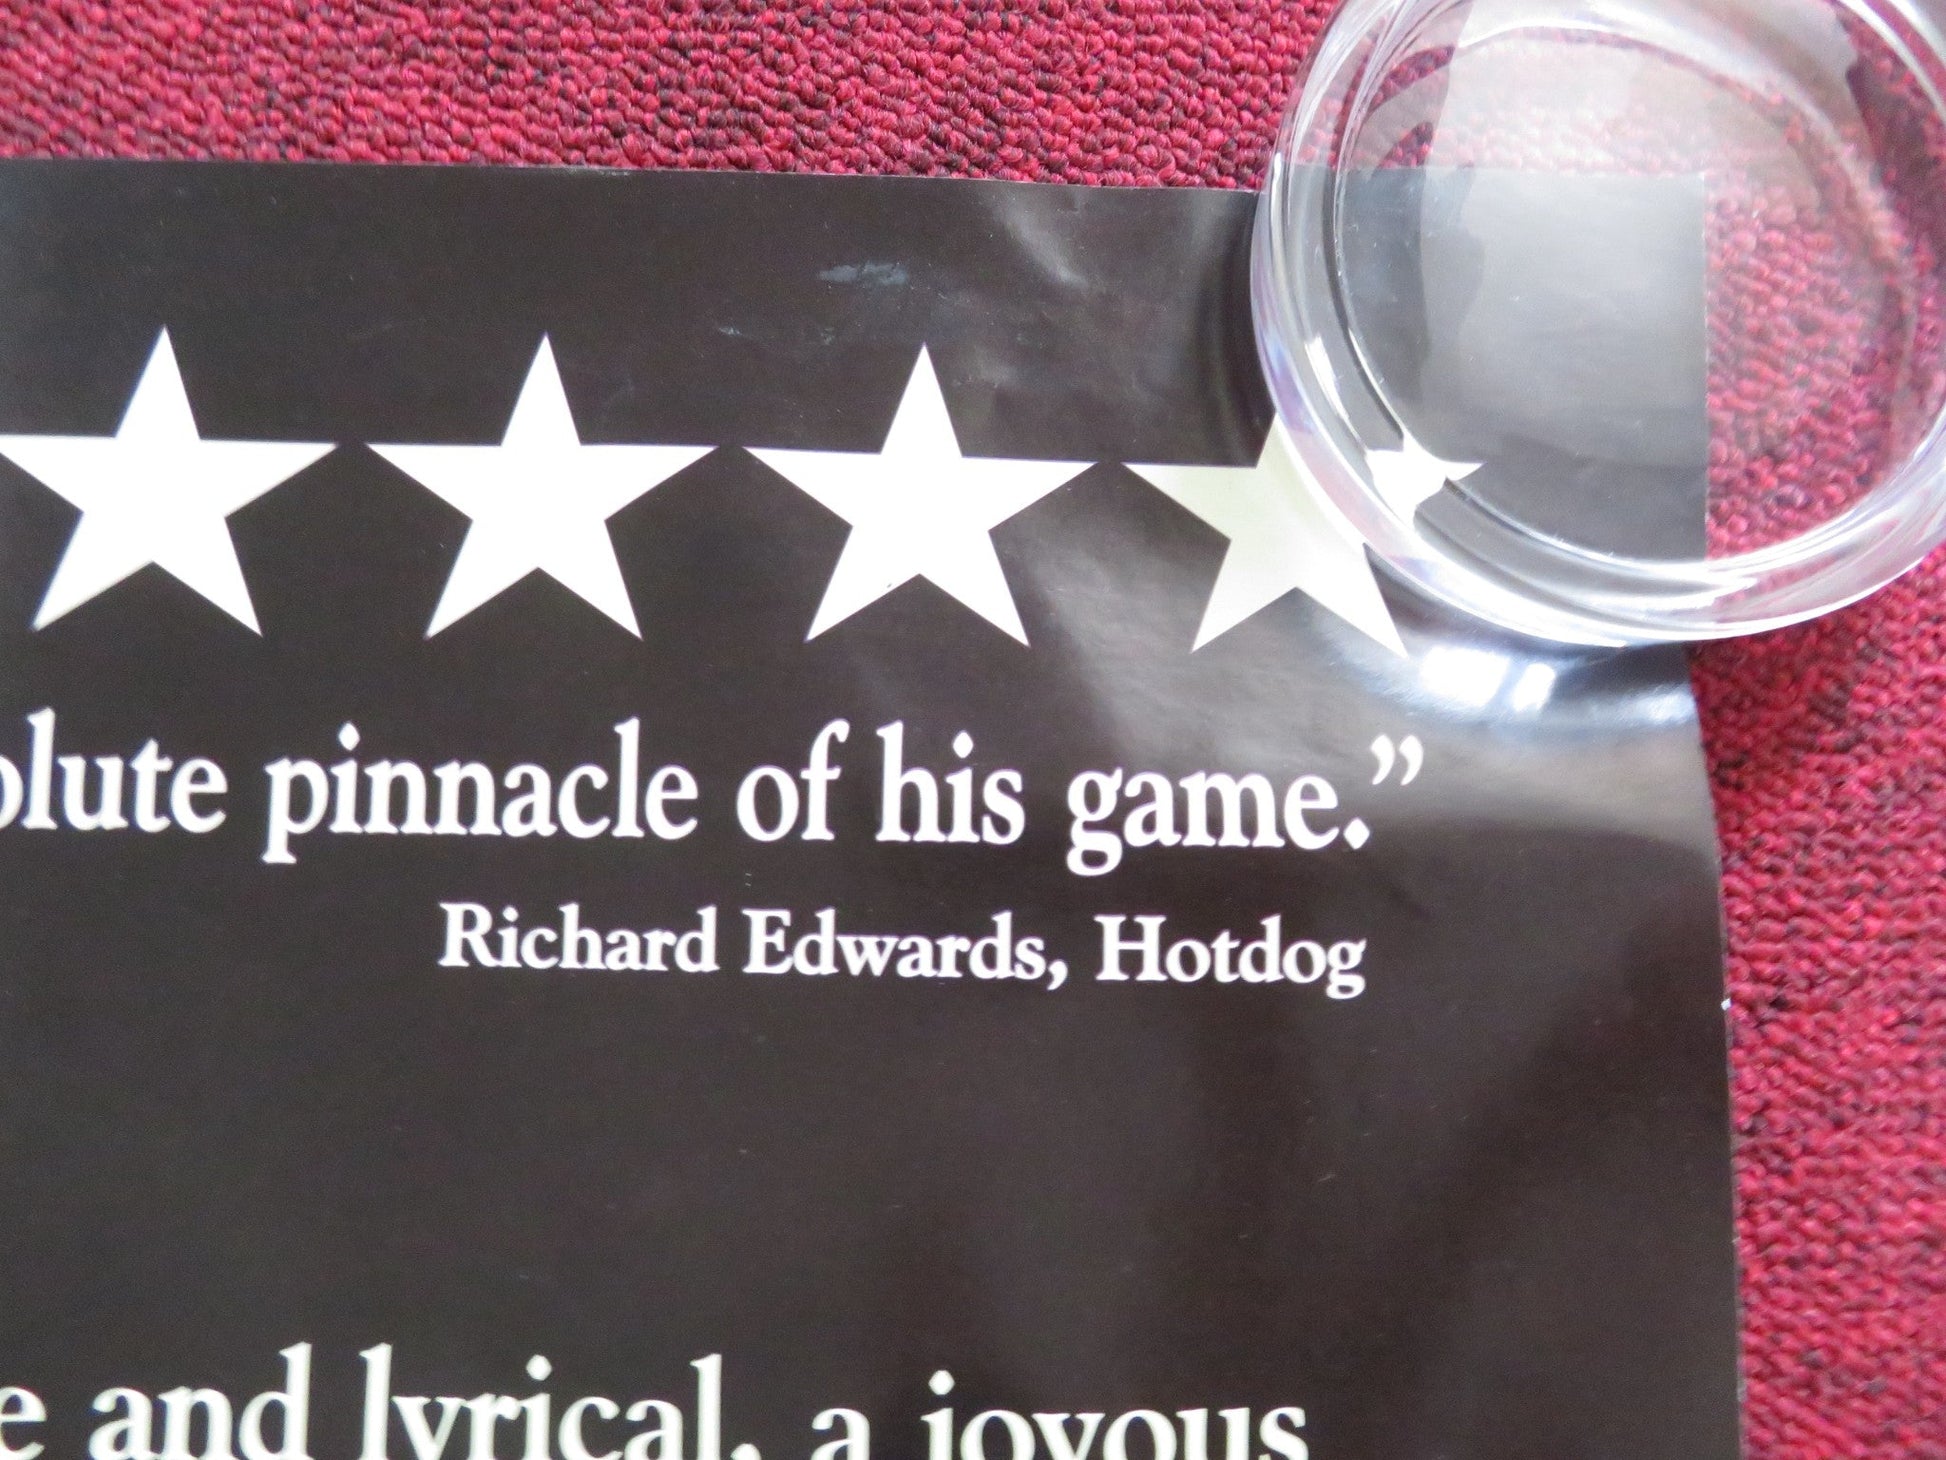 olute pinnacle of his game.”
Richard Edwards, Hotdog
e and lyrical, a joyous